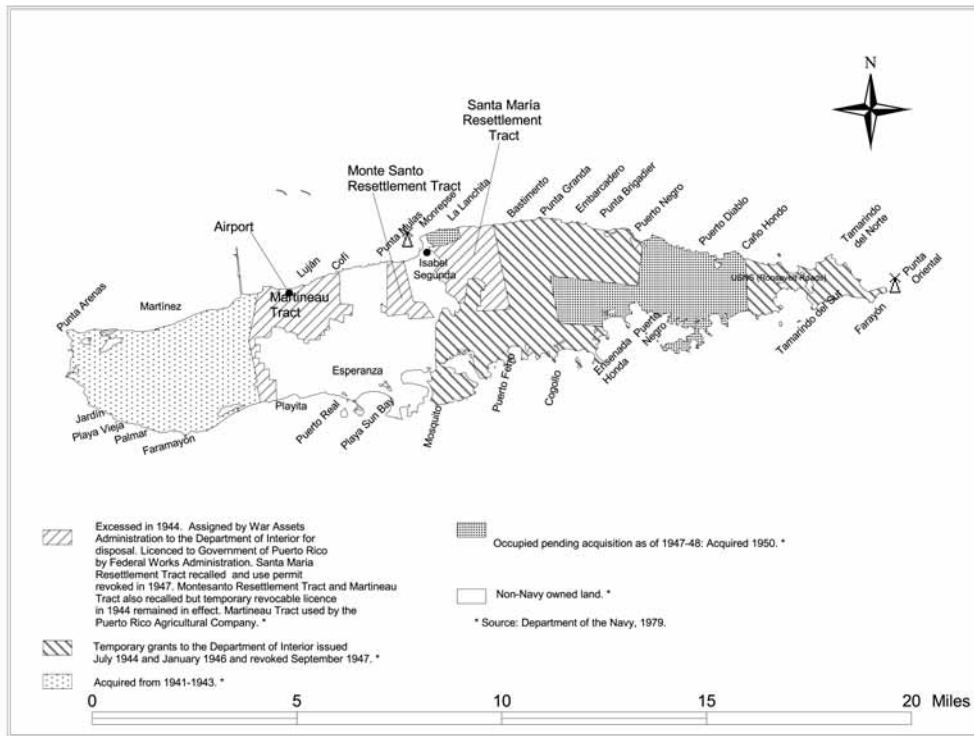 N
Santa María
Resettlement
Tract
Monte Santo
Resettlement Tract
Airport
Punta Mulas
Monrepse
La Lanchita
Bastimento
Punta Granda
Embarcadero
Punta Brigadier
Puerto Negro
Puerto Diablo
Caño Hondo
Tamarindo
del Norte
Punta
Oriental
Luján
Cofi
Isabel
Segunda
Martineau
Tract
Punta Arenas
Martínez
USNS (Roosevelt Roads)
Farayón
Tamarindo del Sur
Puerto
Negro
Ensenada
Honda
Cogollo
Puerto Ferro
Mosquito
Esperanza
Playa Sun Bay
Puerto Real
Playita
Jardín
Playa Vieja
Palmar
Faramayón
Excessed in 1944. Assigned by War Assets
Administration to the Department of Interior for
disposal. Licenced to Government of Puerto Rico
by Federal Works Administration. Santa Maria
Resettlement Tract recalled and use permit
revoked in 1947. Montesanto Resettlement Tract and Martineau
Tract also recalled but temporary revocable licence
in 1944 remained in effect. Martineau Tract used by the
Puerto Rico Agricultural Company. *
Temporary grants to the Department of Interior issued
July 1944 and January 1946 and revoked September 1947. *
Acquired from 1941-1943. *
Occupied pending acquisition as of 1947-48: Acquired 1950. *
Non-Navy owned land. *
* Source: Department of the Navy, 1979.
0 5 10 15 20 Miles